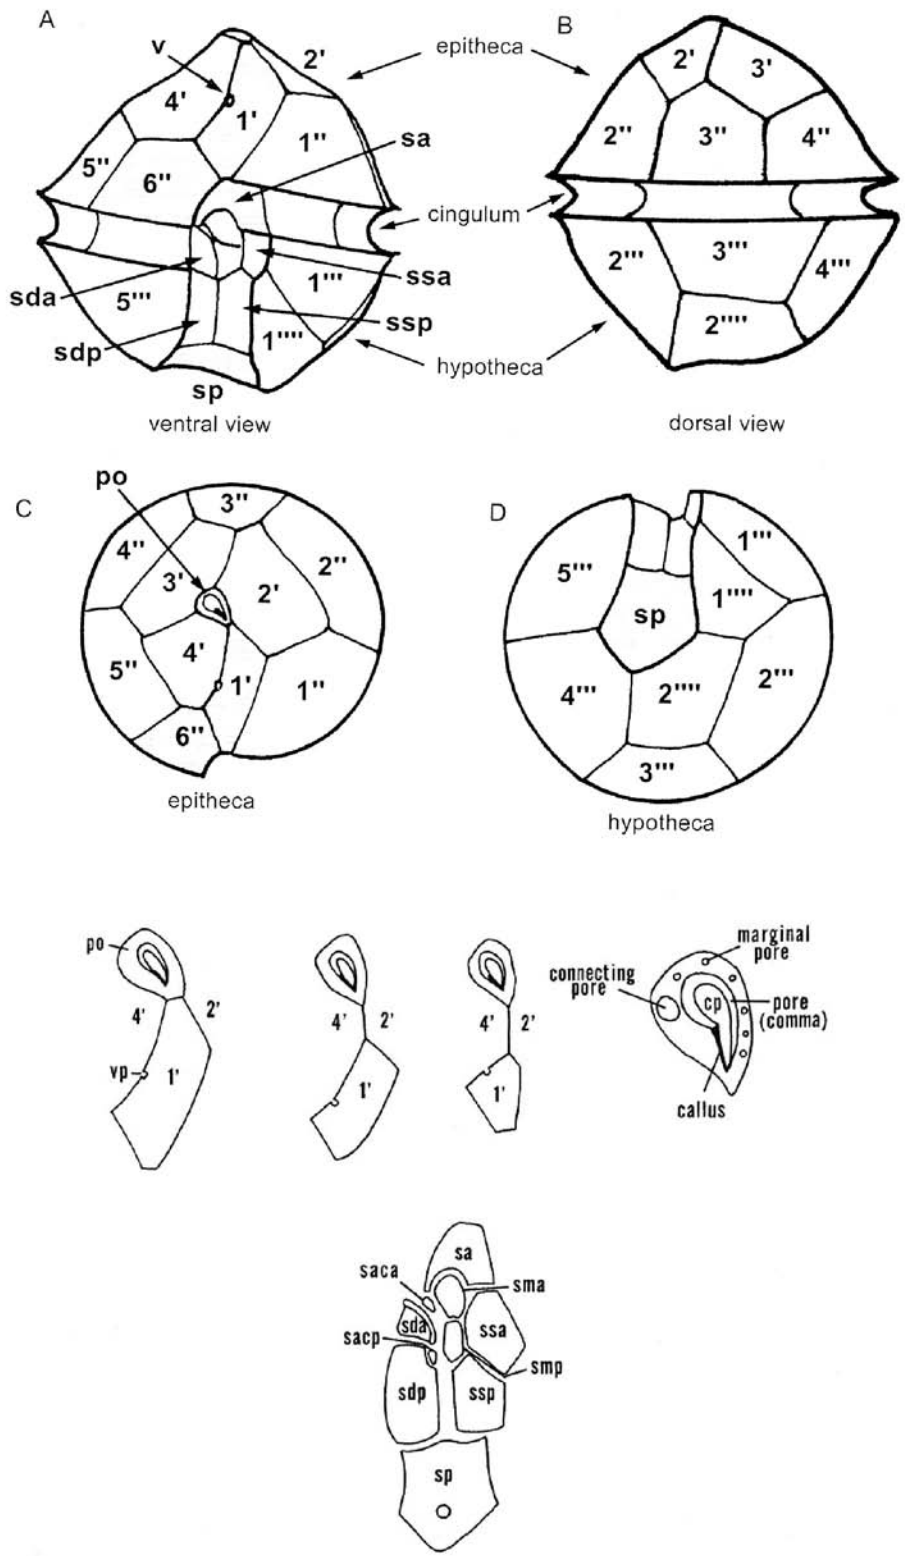 A
v
2'
epitheca
B
2'
3'
4'
1'
1''
sa
2''
3''
4''
5''
6''
cingulum
sda
ssa
1'''
2'''
3'''
4'''
5'''
ssp
sdp
1''''
2''''
hypotheca
sp
ventral view
dorsal view
po
C
3''
D
4''
2''
1'''
3'
2'
5'''
1''''
sp
4'
5''
1'
1''
4'''
2''''
2'''
6''
3'''
epitheca
hypotheca
marginal
pore
po
connecting
pore
cp
pore
(comma)
4'
2'
4'
2'
4'
2'
vp
1'
1'
1'
callus
sa
saca
sma
sda
ssa
sacp
smp
sdp
ssp
sp